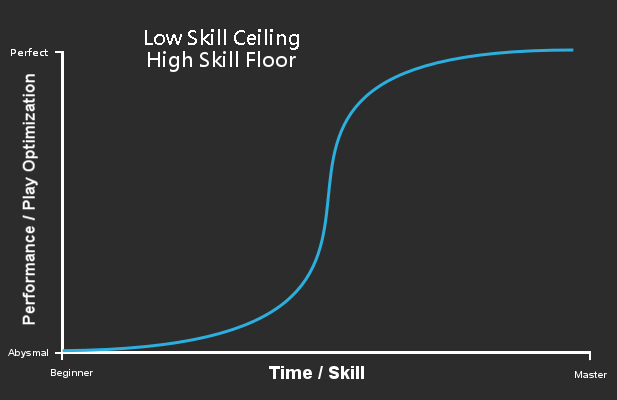 Low Skill Ceiling
High Skill Floor
Perfect
Performance / Play Optimization
Abysmal
Beginner
Time / Skill
Master